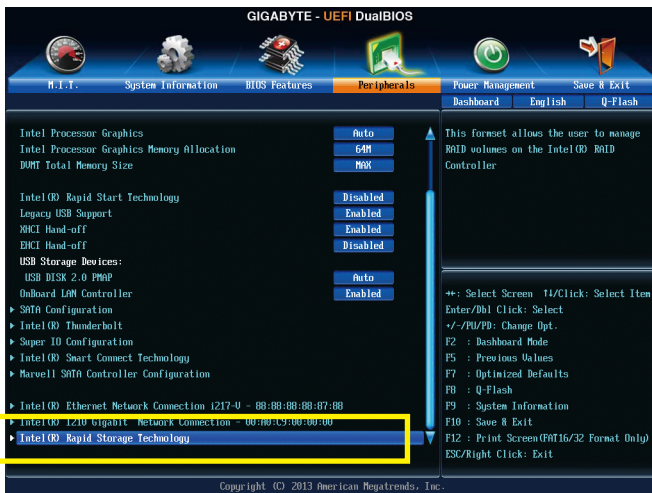 GIGABYTE - UEFI DualBIOS
M.I.T.
System Information
BIOS Features
Peripherals
Power Management
Save & Exit
Dashboard
English
Q-Flash
Intel Processor Graphics Auto
Intel Processor Graphics Memory Allocation 64M
DVMT Total Memory Size MAX
Intel(R) Rapid Start Technology Disabled
Legacy USB Support Enabled
XHCI Hand-off Enabled
EHCI Hand-off Disabled
USB Storage Devices:
USB DISK 2.0 PMAP Auto
OnBoard LAN Controller Enabled
SATA Configuration
Intel(R) Thunderbolt
Super IO Configuration
Intel(R) Smart Connect Technology
Marvell SATA Controller Configuration
Intel(R) Ethernet Network Connection i217-V - 88:88:88:88:87:88
Intel(R) I210 Gigabit Network Connection - 00:A0:C9:00:00:00
Intel(R) Rapid Storage Technology
This formset allows the user to manage
RAID volumes on the Intel(R) RAID
Controller
→←: Select Screen ↑↓/Click: Select Item
Enter/Dbl Click: Select
+/-/PU/PD: Change Opt.
F2 : Dashboard Mode
F5 : Previous Values
F7 : Optimized Defaults
F8 : Q-Flash
F9 : System Information
F10 : Save & Exit
F12 : Print Screen(FAT16/32 Format Only)
ESC/Right Click: Exit
Copyright (C) 2013 American Megatrends, Inc.